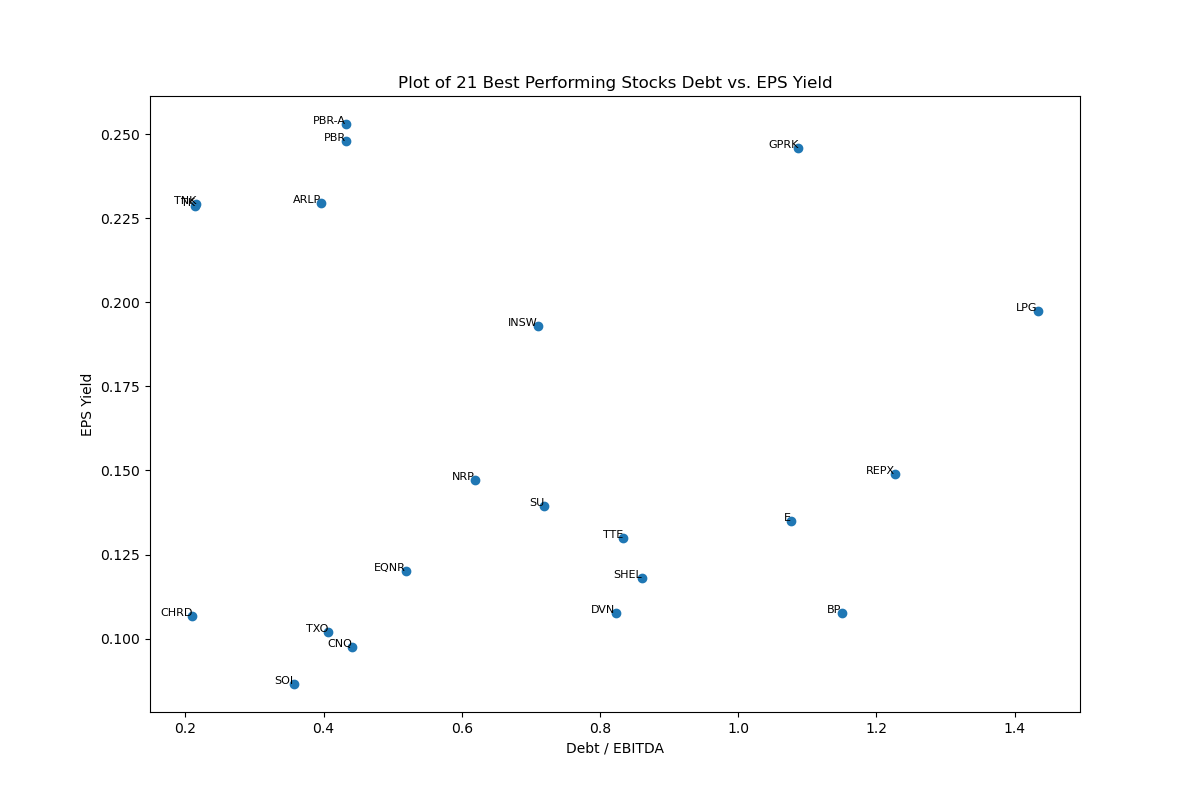 Plot of 21 Best Performing Stocks Debt vs. EPS Yield
EPS Yield
0.250
0.225
0.200
0.175
0.150
0.125
0.100
PBR-A
PBR
GPRK
TNK
TK
ARLP
LPG
INSW
REPX
NRP
SU
E
TTE
EQNR
SHEL
DVN
BP
CHRD
TXO
CNQ
SOI
0.2 0.4 0.6 0.8 1.0 1.2 1.4
Debt / EBITDA